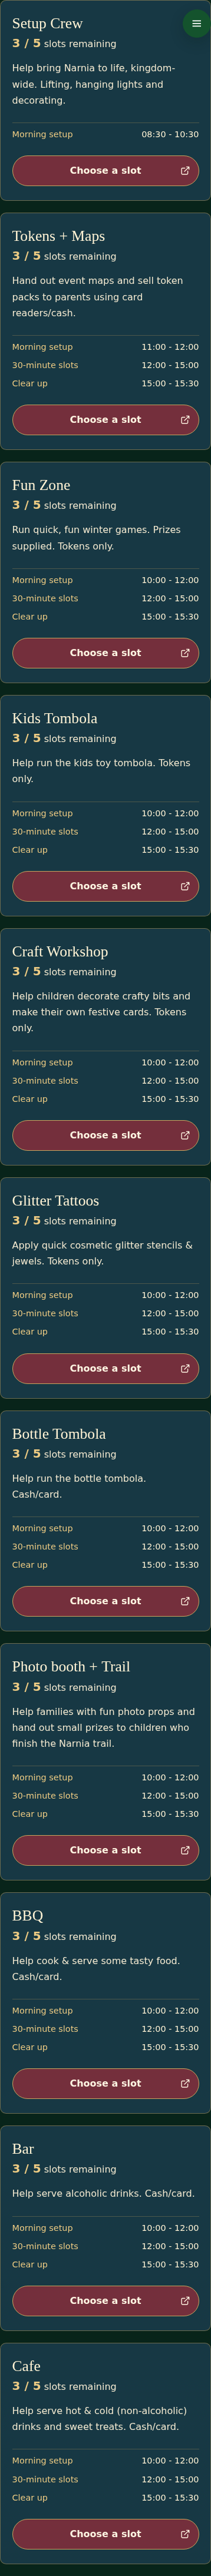 Setup Crew
3 / 5 slots remaining
Help bring Narnia to life, kingdom-
wide. Lifting, hanging lights and
decorating.
Morning setup 08:30 - 10:30
Choose a slot
Tokens + Maps
3 / 5 slots remaining
Hand out event maps and sell token
packs to parents using card
readers/cash.
Morning setup 11:00 - 12:00
30-minute slots 12:00 - 15:00
Clear up 15:00 - 15:30
Choose a slot
Fun Zone
3 / 5 slots remaining
Run quick, fun winter games. Prizes
supplied. Tokens only.
Morning setup 10:00 - 12:00
30-minute slots 12:00 - 15:00
Clear up 15:00 - 15:30
Choose a slot
Kids Tombola
3 / 5 slots remaining
Help run the kids toy tombola. Tokens
only.
Morning setup 10:00 - 12:00
30-minute slots 12:00 - 15:00
Clear up 15:00 - 15:30
Choose a slot
Craft Workshop
3 / 5 slots remaining
Help children decorate crafty bits and
make their own festive cards. Tokens
only.
Morning setup 10:00 - 12:00
30-minute slots 12:00 - 15:00
Clear up 15:00 - 15:30
Choose a slot
Glitter Tattoos
3 / 5 slots remaining
Apply quick cosmetic glitter stencils &
jewels. Tokens only.
Morning setup 10:00 - 12:00
30-minute slots 12:00 - 15:00
Clear up 15:00 - 15:30
Choose a slot
Bottle Tombola
3 / 5 slots remaining
Help run the bottle tombola.
Cash/card.
Morning setup 10:00 - 12:00
30-minute slots 12:00 - 15:00
Clear up 15:00 - 15:30
Choose a slot
Photo booth + Trail
3 / 5 slots remaining
Help families with fun photo props and
hand out small prizes to children who
finish the Narnia trail.
Morning setup 10:00 - 12:00
30-minute slots 12:00 - 15:00
Clear up 15:00 - 15:30
Choose a slot
BBQ
3 / 5 slots remaining
Help cook & serve some tasty food.
Cash/card.
Morning setup 10:00 - 12:00
30-minute slots 12:00 - 15:00
Clear up 15:00 - 15:30
Choose a slot
Bar
3 / 5 slots remaining
Help serve alcoholic drinks. Cash/card.
Morning setup 10:00 - 12:00
30-minute slots 12:00 - 15:00
Clear up 15:00 - 15:30
Choose a slot
Cafe
3 / 5 slots remaining
Help serve hot & cold (non-alcoholic)
drinks and sweet treats. Cash/card.
Morning setup 10:00 - 12:00
30-minute slots 12:00 - 15:00
Clear up 15:00 - 15:30
Choose a slot